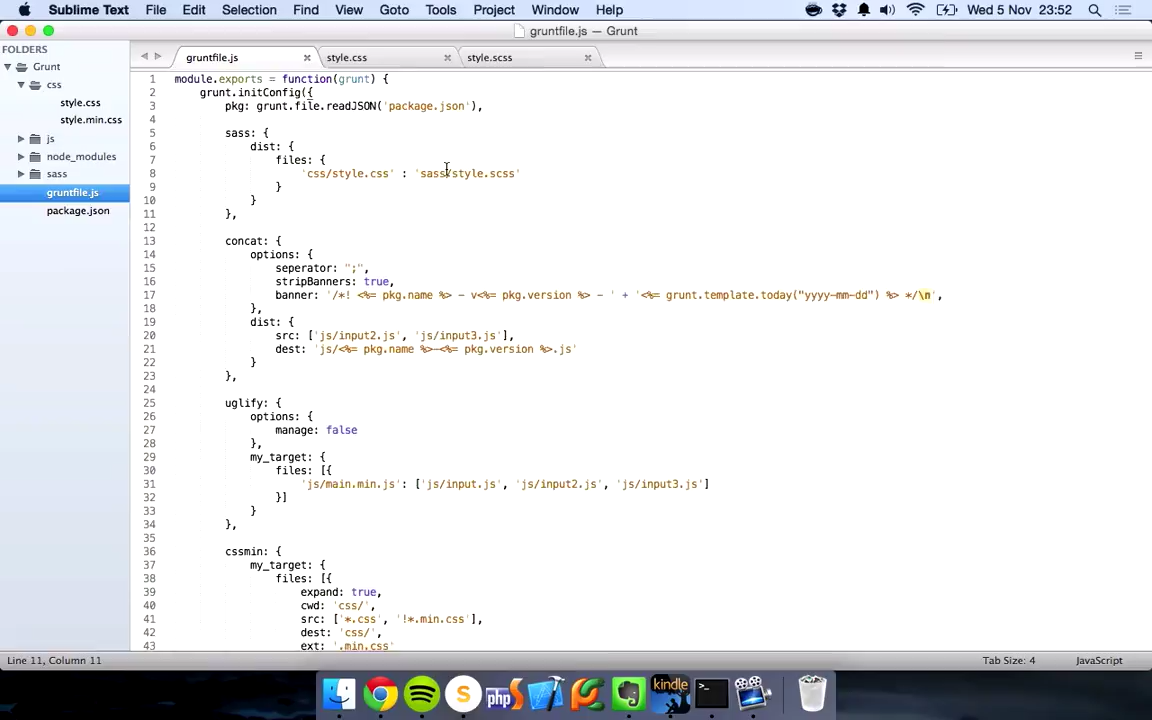 Sublime Text File Edit Selection Find View Goto Tools Project Window Help Wed 5 Nov 23:52
gruntfile.js — Grunt
FOLDERS
Grunt
css
style.css
style.min.css
js
node_modules
sass
gruntfile.js
package.json
gruntfile.js style.css style.scss
1 module.exports = function(grunt) {
2 grunt.initConfig({
3 pkg: grunt.file.readJSON('package.json'),
4
5 sass: {
6 dist: {
7 files: {
8 'css/style.css' : 'sass/style.scss'
9 }
10 }
11 },
12
13 concat: {
14 options: {
15 seperator: ";",
16 stripBanners: true,
17 banner: '/*! <%= pkg.name %> - v<%= pkg.version %> - ' + '<%= grunt.template.today("yyyy-mm-dd") %> */\n',
18 },
19 dist: {
20 src: ['js/input2.js', 'js/input3.js'],
21 dest: 'js/<%= pkg.name %>-<%= pkg.version %>.js'
22 }
23 },
24
25 uglify: {
26 options: {
27 manage: false
28 },
29 my_target: {
30 files: [{
31 'js/main.min.js': ['js/input.js', 'js/input2.js', 'js/input3.js']
32 }]
33 }
34 },
35
36 cssmin: {
37 my_target: {
38 files: [{
39 expand: true,
40 cwd: 'css/',
41 src: ['*.css', '!*.min.css'],
42 dest: 'css/',
43 ext: '.min.css'
Line 11, Column 11 Tab Size: 4 JavaScript
S php kindle >_